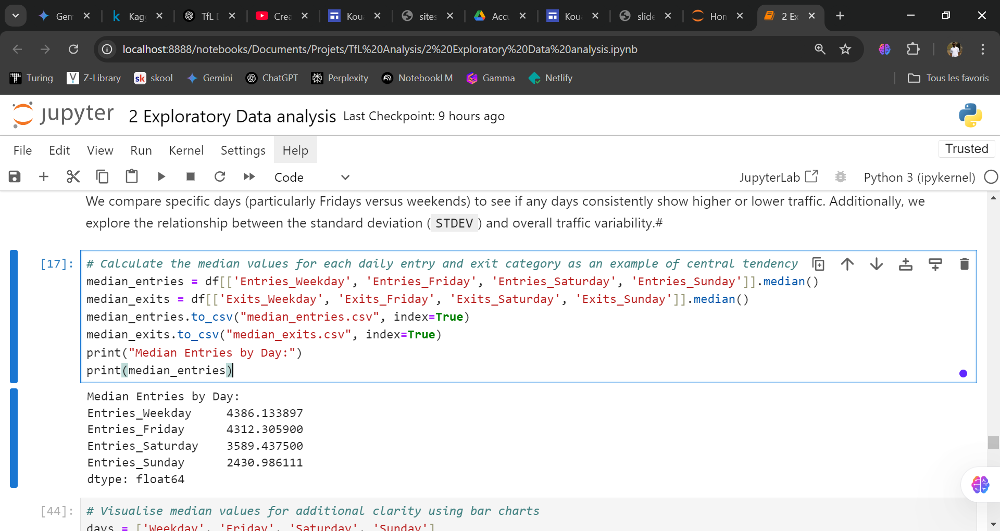 Gen
Kag
TfL D
Crea
Kou
sites
Accu
Kou
slide
Hon
2 Ex
localhost:8888/notebooks/Documents/Projets/TfL%20Analysis/2%20Exploratory%20Data%20analysis.ipynb
Turing
Z-Library
sk skool
Gemini
ChatGPT
Perplexity
NotebookLM
Gamma
Netlify
Tous les favoris
jupyter 2 Exploratory Data analysis Last Checkpoint: 9 hours ago
File Edit View Run Kernel Settings Help Trusted
Code JupyterLab Python 3 (ipykernel)
We compare specific days (particularly Fridays versus weekends) to see if any days consistently show higher or lower traffic. Additionally, we
explore the relationship between the standard deviation ( STDEV ) and overall traffic variability.#
[17]: # Calculate the median values for each daily entry and exit category as an example of central tendency
median_entries = df[['Entries_Weekday', 'Entries_Friday', 'Entries_Saturday', 'Entries_Sunday']].median()
median_exits = df[['Exits_Weekday', 'Exits_Friday', 'Exits_Saturday', 'Exits_Sunday']].median()
median_entries.to_csv("median_entries.csv", index=True)
median_exits.to_csv("median_exits.csv", index=True)
print("Median Entries by Day:")
print(median_entries)
Median Entries by Day:
Entries_Weekday 4386.133897
Entries_Friday 4312.305900
Entries_Saturday 3589.437500
Entries_Sunday 2430.986111
dtype: float64
[44]: # Visualise median values for additional clarity using bar charts
days = ['Weekday', 'Friday', 'Saturday', 'Sunday']